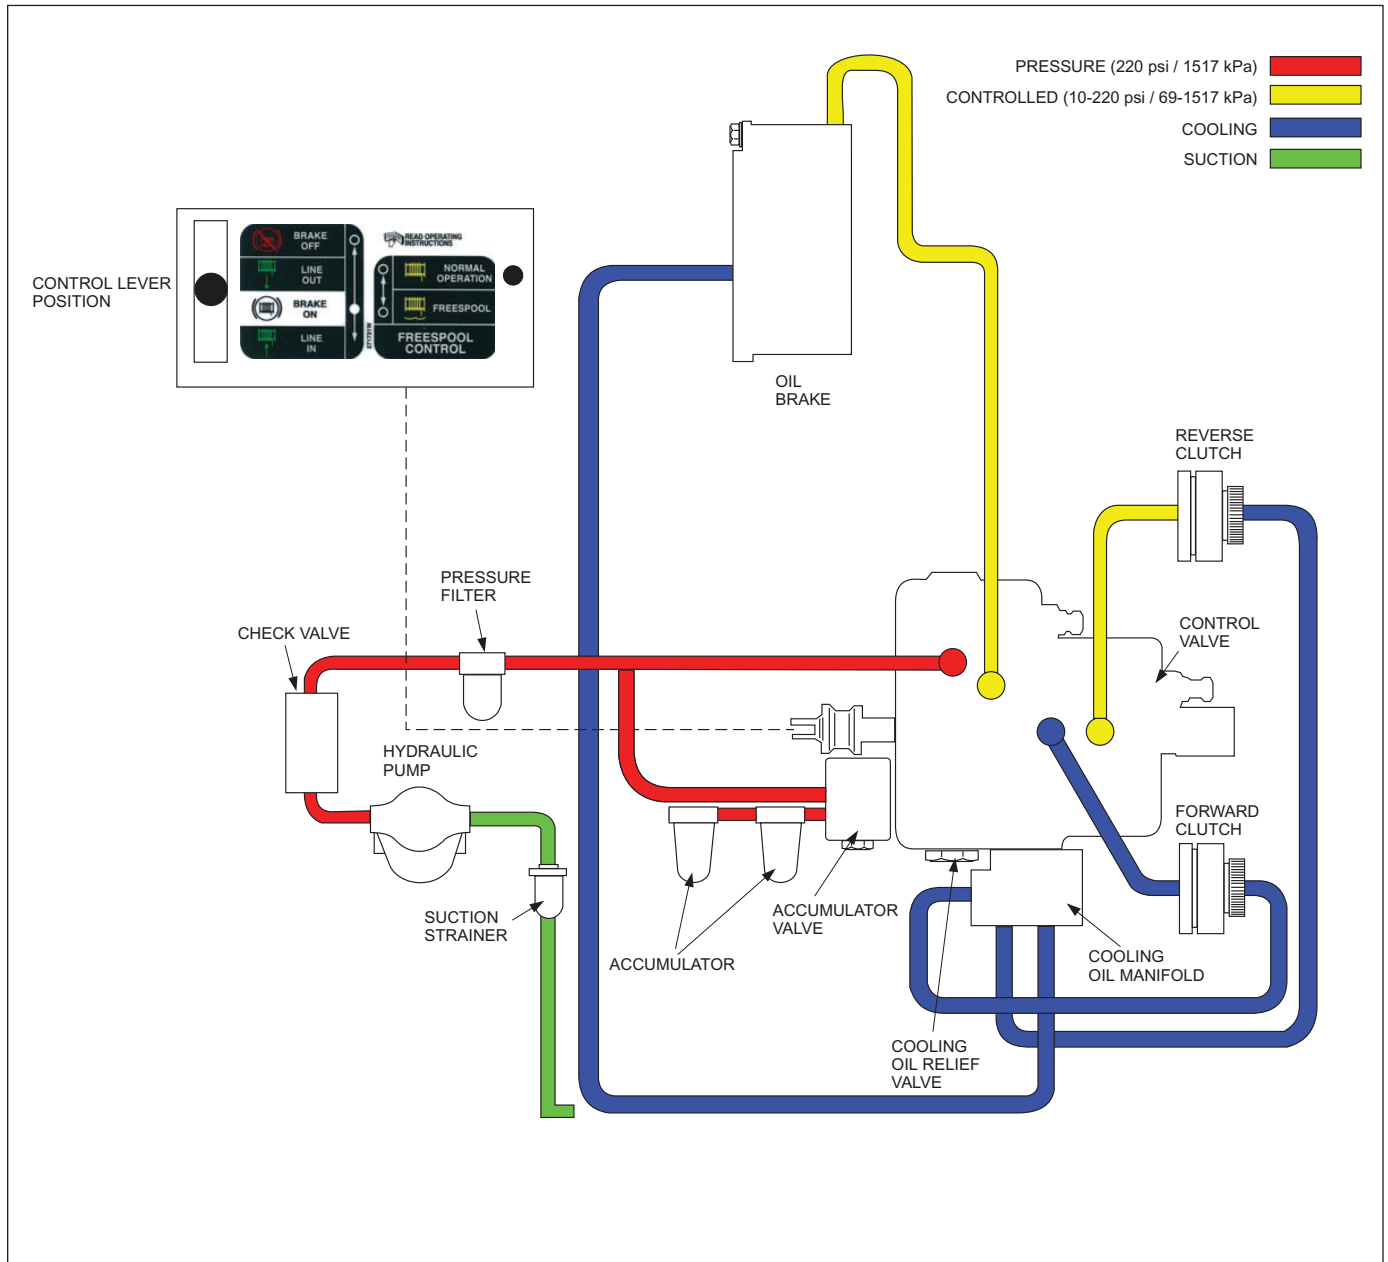 PRESSURE (220 psi / 1517 kPa)
CONTROLLED (10-220 psi / 69-1517 kPa)
COOLING
SUCTION
CONTROL LEVER
POSITION
BRAKE
OFF
LINE
OUT
BRAKE
ON
LINE
IN
READ OPERATING
INSTRUCTIONS
NORMAL
OPERATION
FREESPOOL
FREESPOOL
CONTROL
OIL
BRAKE
REVERSE
CLUTCH
PRESSURE
FILTER
CHECK VALVE
CONTROL
VALVE
HYDRAULIC
PUMP
FORWARD
CLUTCH
SUCTION
STRAINER
ACCUMULATOR
VALVE
ACCUMULATOR
COOLING
OIL MANIFOLD
COOLING
OIL RELIEF
VALVE